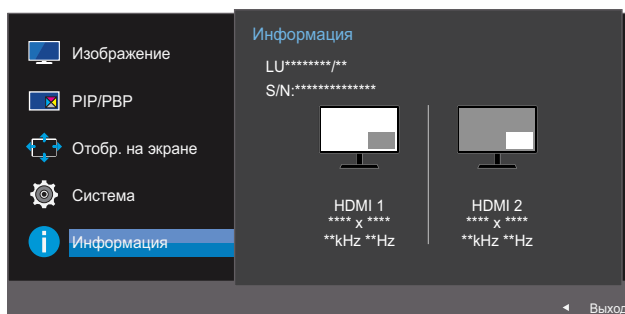 Изображение
PIP/PBP
Отобр. на экране
Система
Информация
Информация
LU********/**
S/N:**************
HDMI 1
**** x ****
**kHz **Hz
HDMI 2
**** x ****
**kHz **Hz
Выход